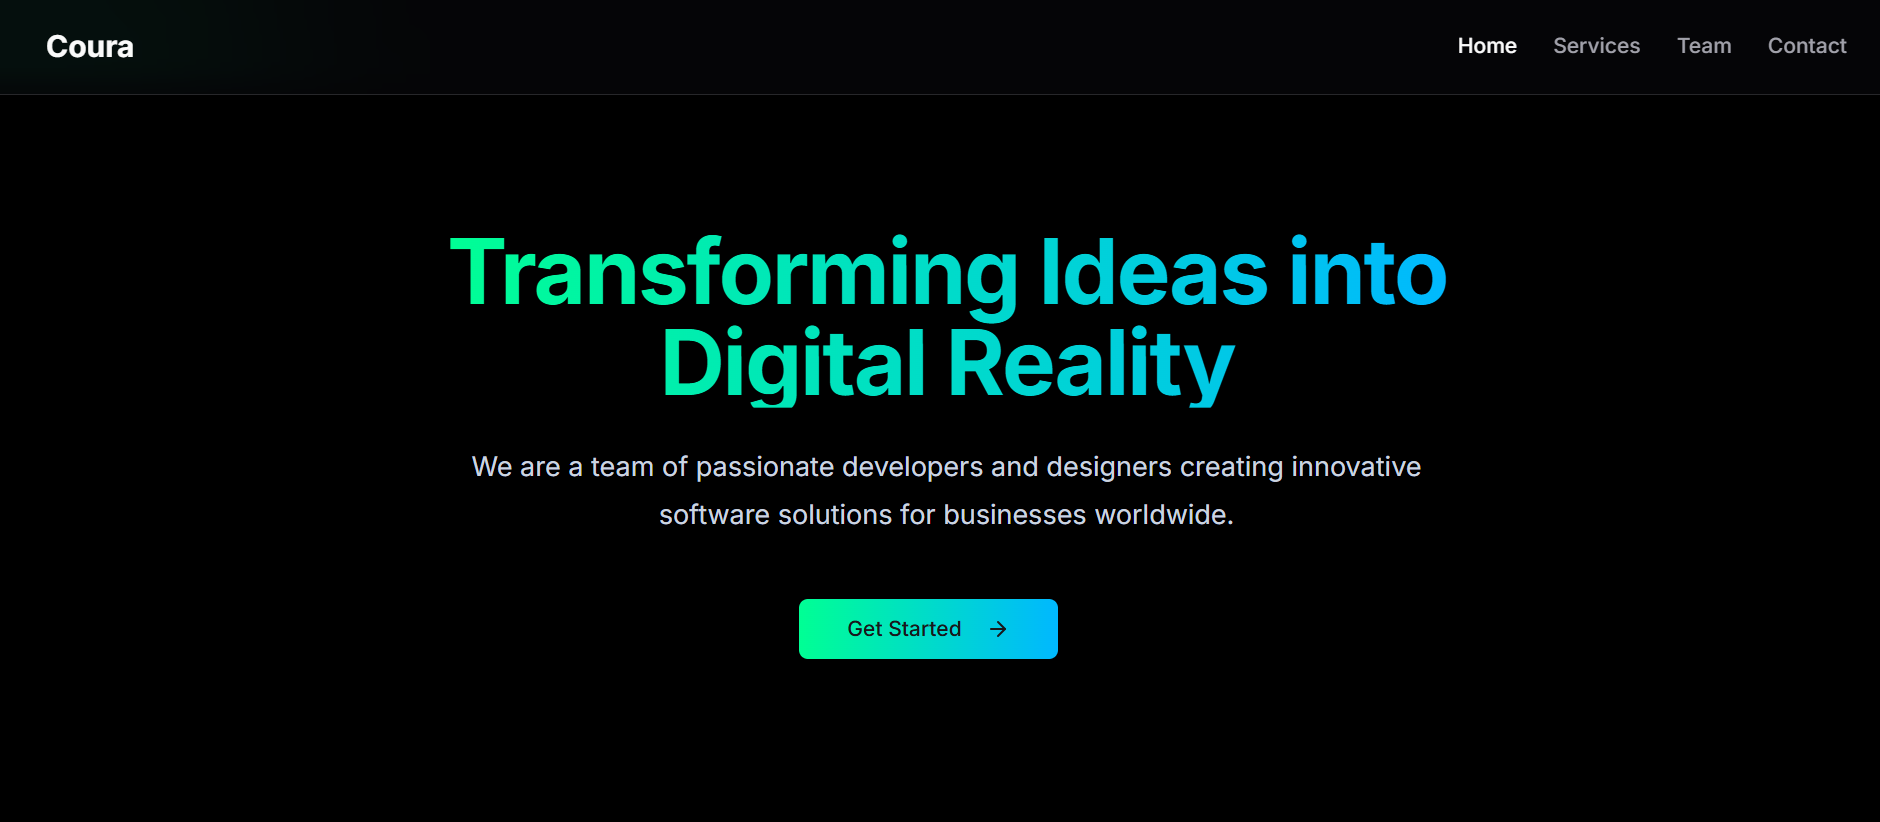 Coura
Home Services Team Contact
Transforming Ideas into
Digital Reality
We are a team of passionate developers and designers creating innovative
software solutions for businesses worldwide.
Get Started